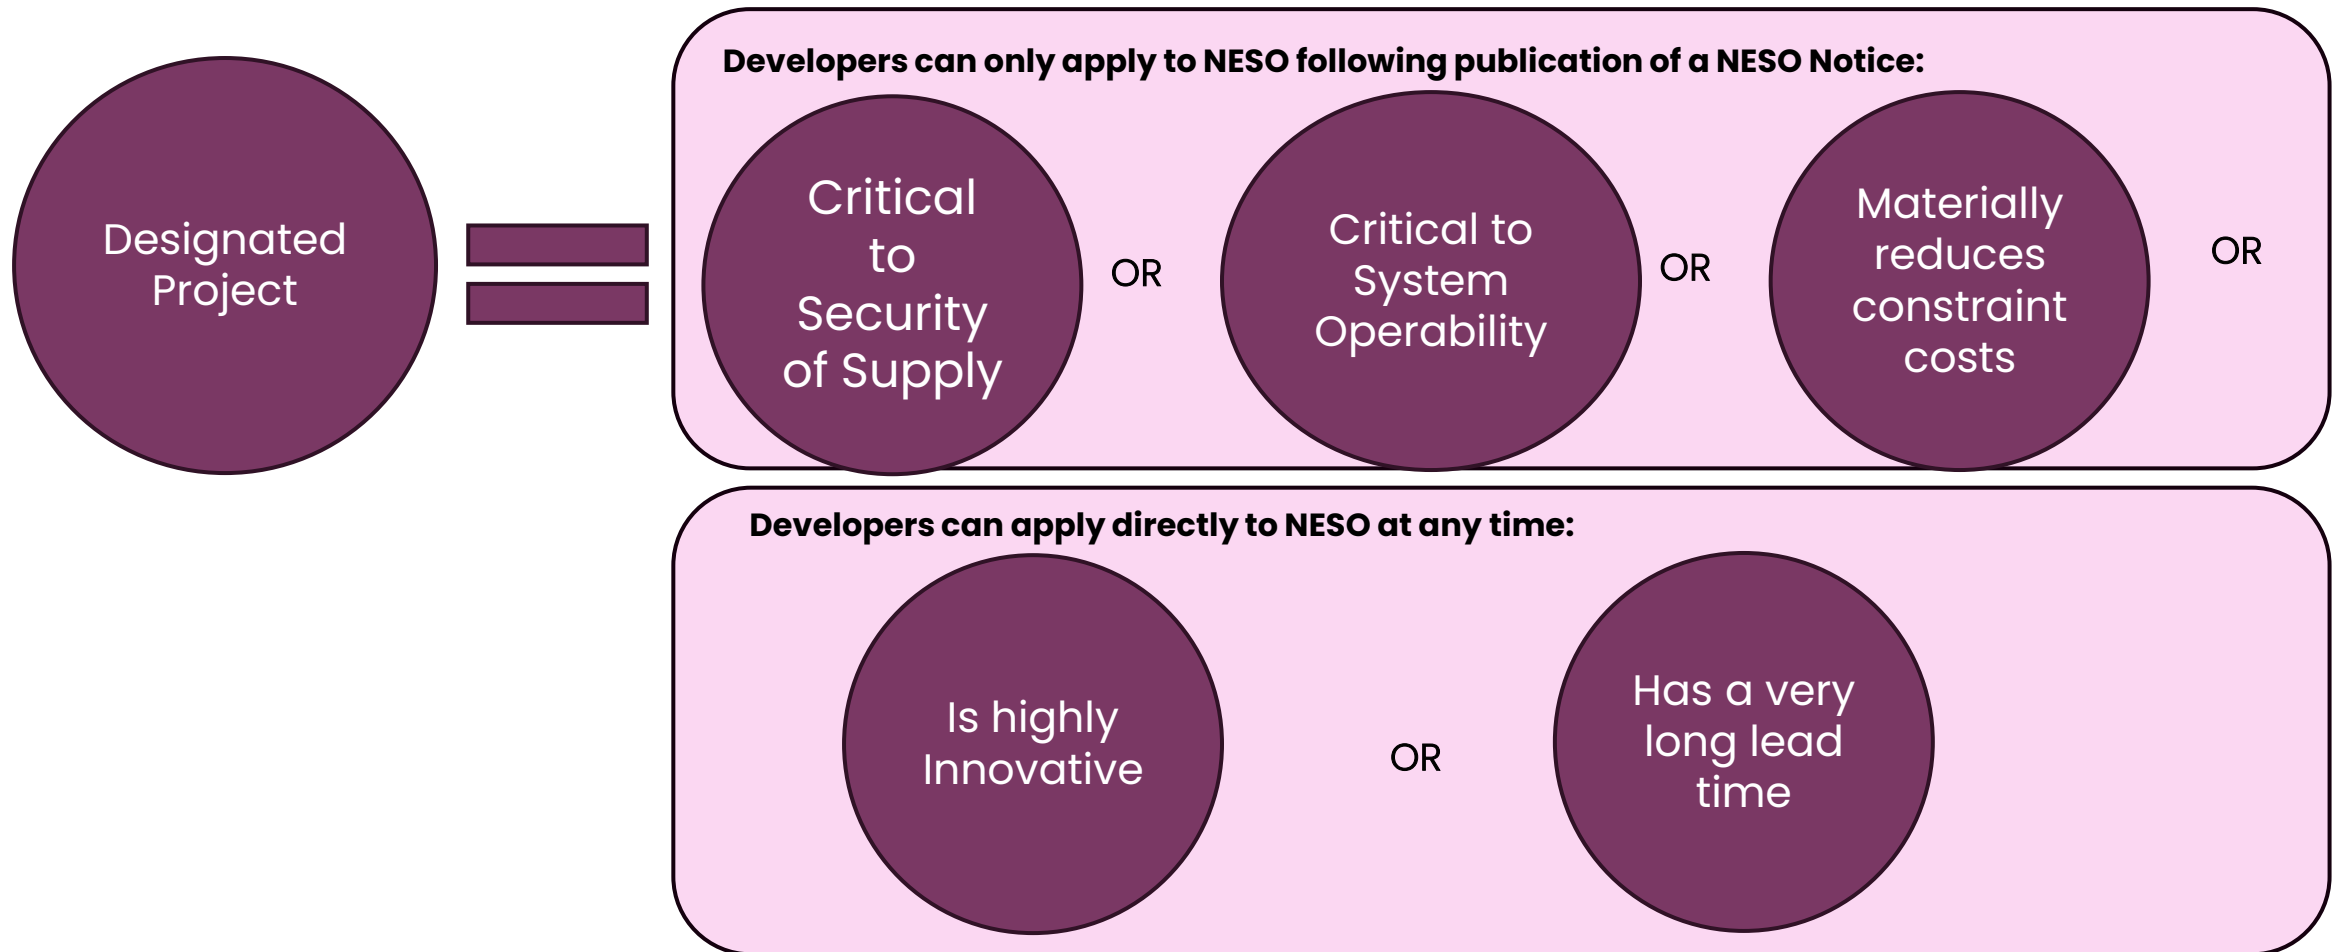 Designated
Project
Developers can only apply to NESO following publication of a NESO Notice:
Critical
to
Security
of Supply
OR
Critical to
System
Operability
OR
Materially
reduces
constraint
costs
OR
Developers can apply directly to NESO at any time:
Is highly
Innovative
OR
Has a very
long lead
time